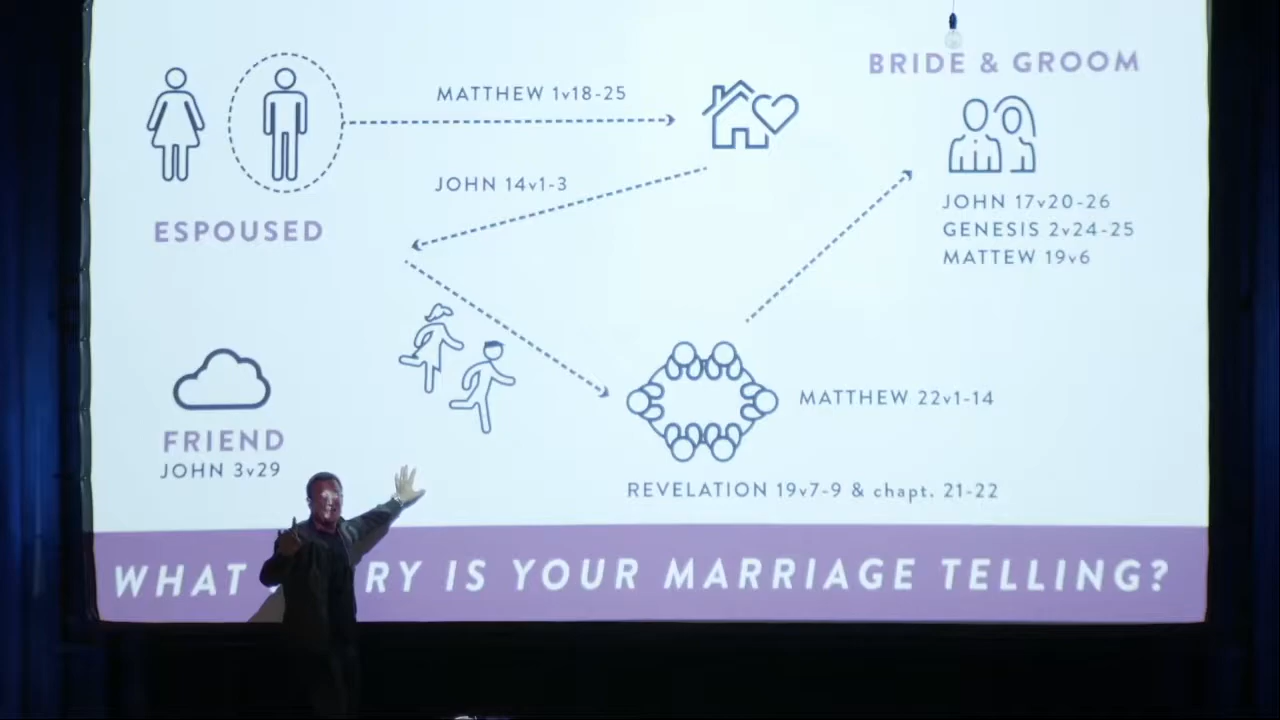 BRIDE & GROOM
MATTHEW 1v18-25
JOHN 14v1-3
ESPOUSED
JOHN 17v20-26
GENESIS 2v24-25
MATTEW 19v6
FRIEND
JOHN 3v29
MATTHEW 22v1-14
REVELATION 19v7-9 & chapt. 21-22
WHAT RY IS YOUR MARRIAGE TELLING?